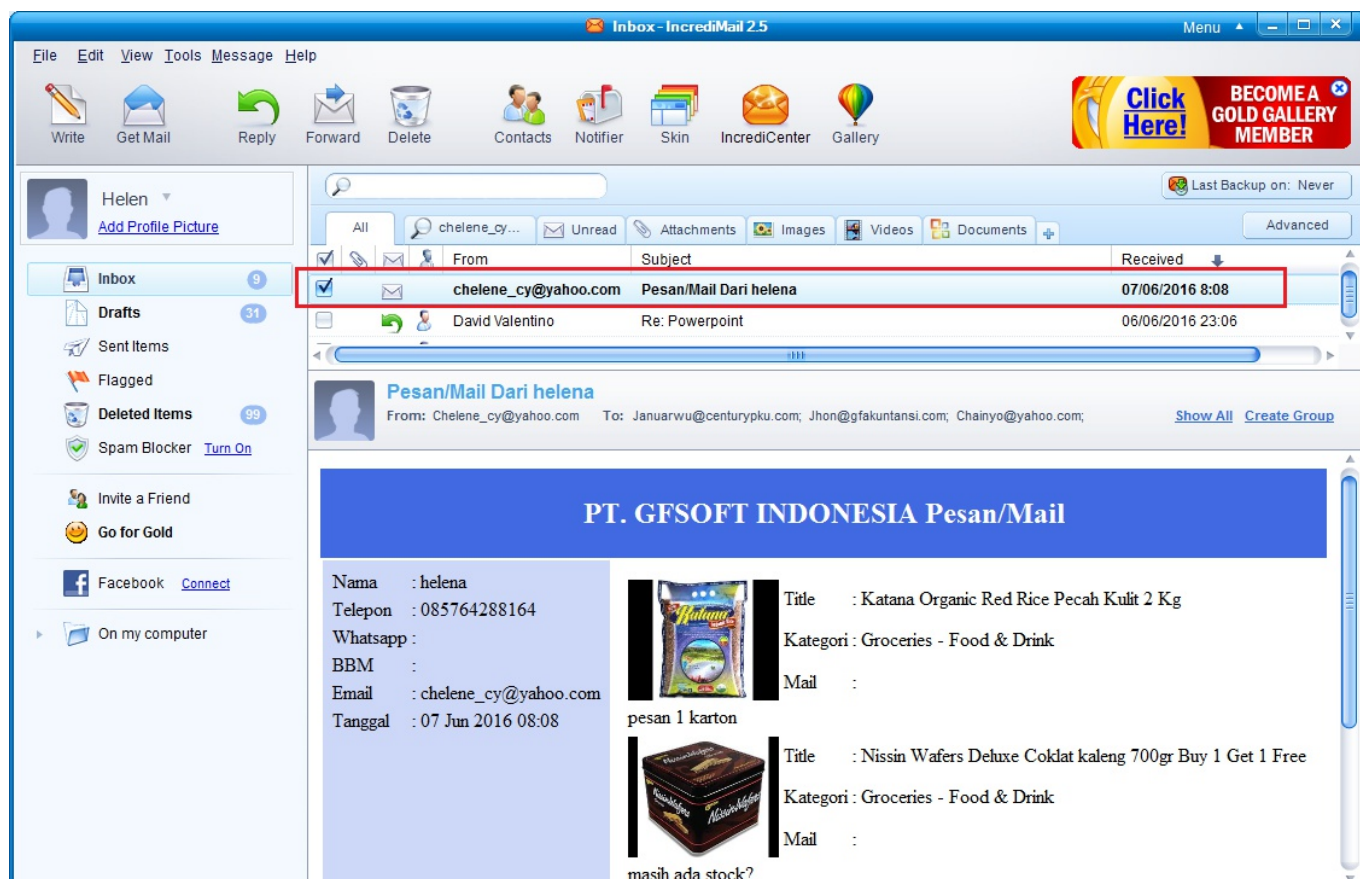 Inbox - IncrediMail 2.5
Menu
File Edit View Tools Message Help
Write Get Mail Reply Forward Delete Contacts Notifier Skin IncrediCenter Gallery
Click Here!
BECOME A GOLD GALLERY MEMBER
Helen
Add Profile Picture
Last Backup on: Never
All chelene_cy... Unread Attachments Images Videos Documents Advanced
From Subject Received
chelene_cy@yahoo.com Pesan/Mail Dari helena 07/06/2016 8:08
David Valentino Re: Powerpoint 06/06/2016 23:06
Inbox 9
Drafts 31
Sent Items
Flagged
Deleted Items 99
Spam Blocker Turn On
Invite a Friend
Go for Gold
Facebook Connect
On my computer
Pesan/Mail Dari helena
From: Chelene_cy@yahoo.com To: Januarwu@centurypku.com; Jhon@gfakuntansi.com; Chainyo@yahoo.com; Show All Create Group
PT. GFSOFT INDONESIA Pesan/Mail
Nama : helena
Telepon : 085764288164
Whatsapp :
BBM :
Email : chelene_cy@yahoo.com
Tanggal : 07 Jun 2016 08:08
Katana
Title : Katana Organic Red Rice Pecah Kulit 2 Kg
Kategori : Groceries - Food & Drink
Mail :
pesan 1 karton
Nissin Wafers
Title : Nissin Wafers Deluxe Coklat kaleng 700gr Buy 1 Get 1 Free
Kategori : Groceries - Food & Drink
Mail :
masih ada stock?